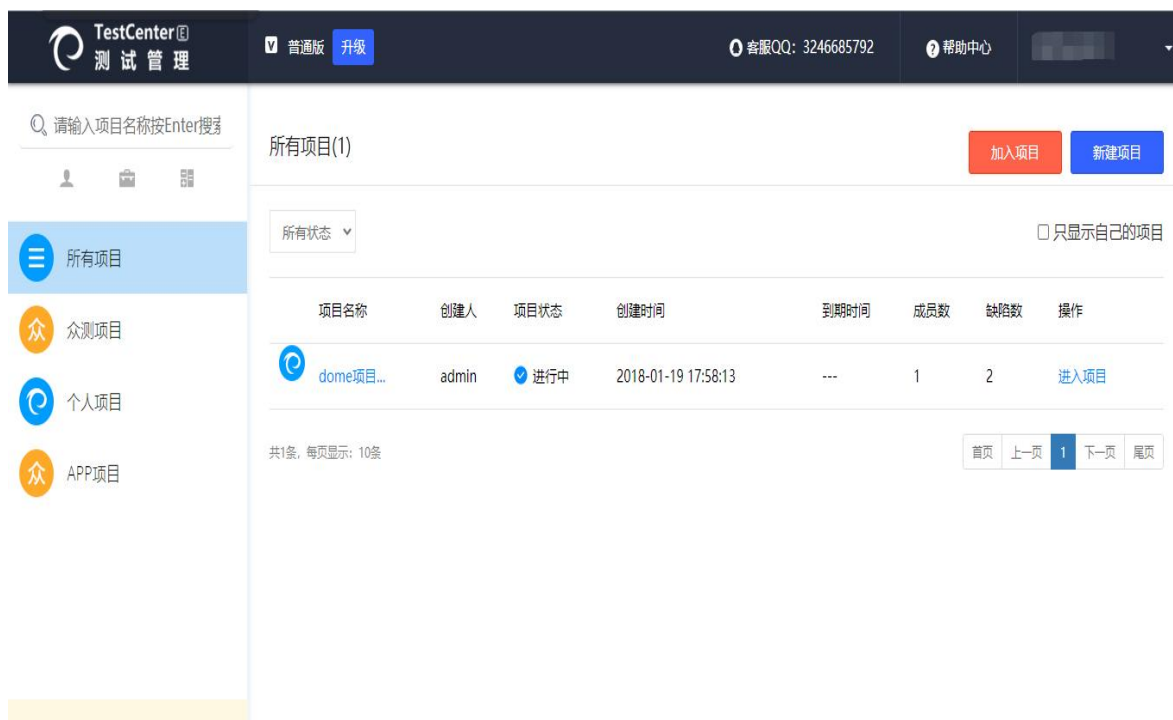 TestCenter E
测试管理
V 普通版 升级 客服QQ：3246685792 ? 帮助中心
请输入项目名称按Enter搜索
所有项目(1) 加入项目 新建项目
所有状态 只显示自己的项目
所有项目
众 众测项目
个人项目
众 APP项目
项目名称 创建人 项目状态 创建时间 到期时间 成员数 缺陷数 操作
dome项目... admin 进行中 2018-01-19 17:58:13 --- 1 2 进入项目
共1条，每页显示：10条 首页 上一页 1 下一页 尾页